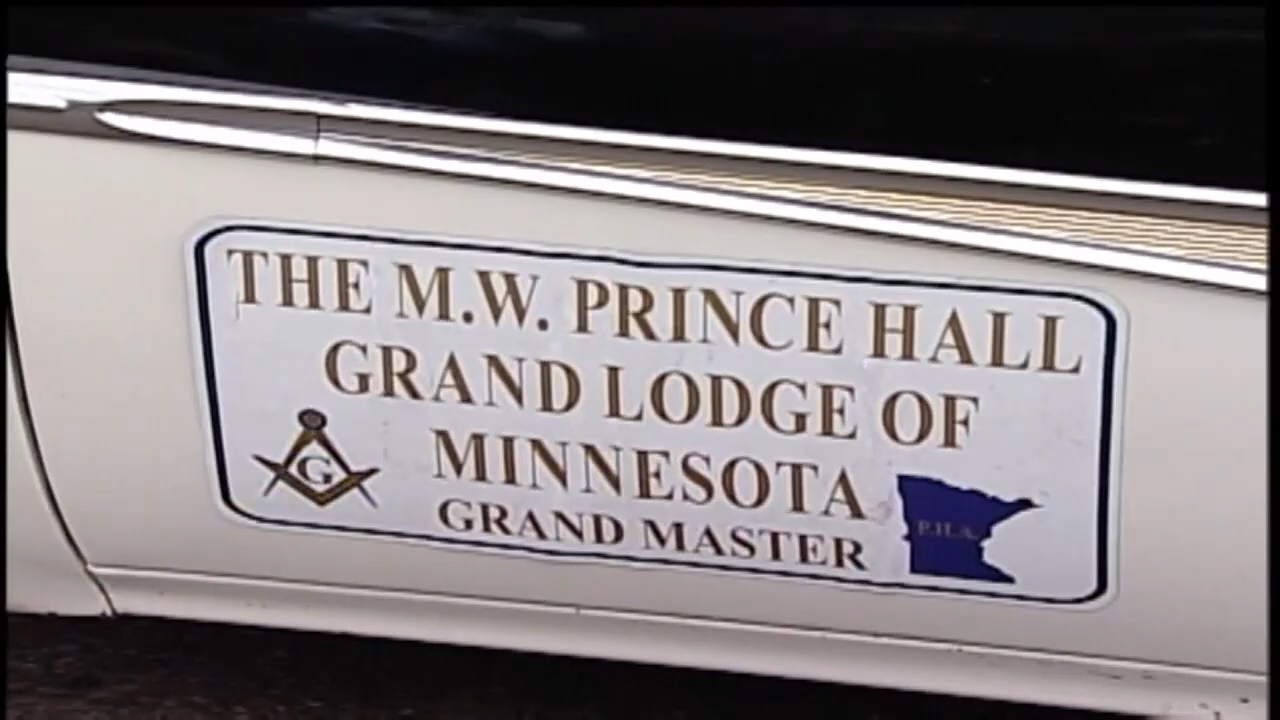 THE M.W. PRINCE HALL
GRAND LODGE OF
MINNESOTA
GRAND MASTER
G
P.H.A.